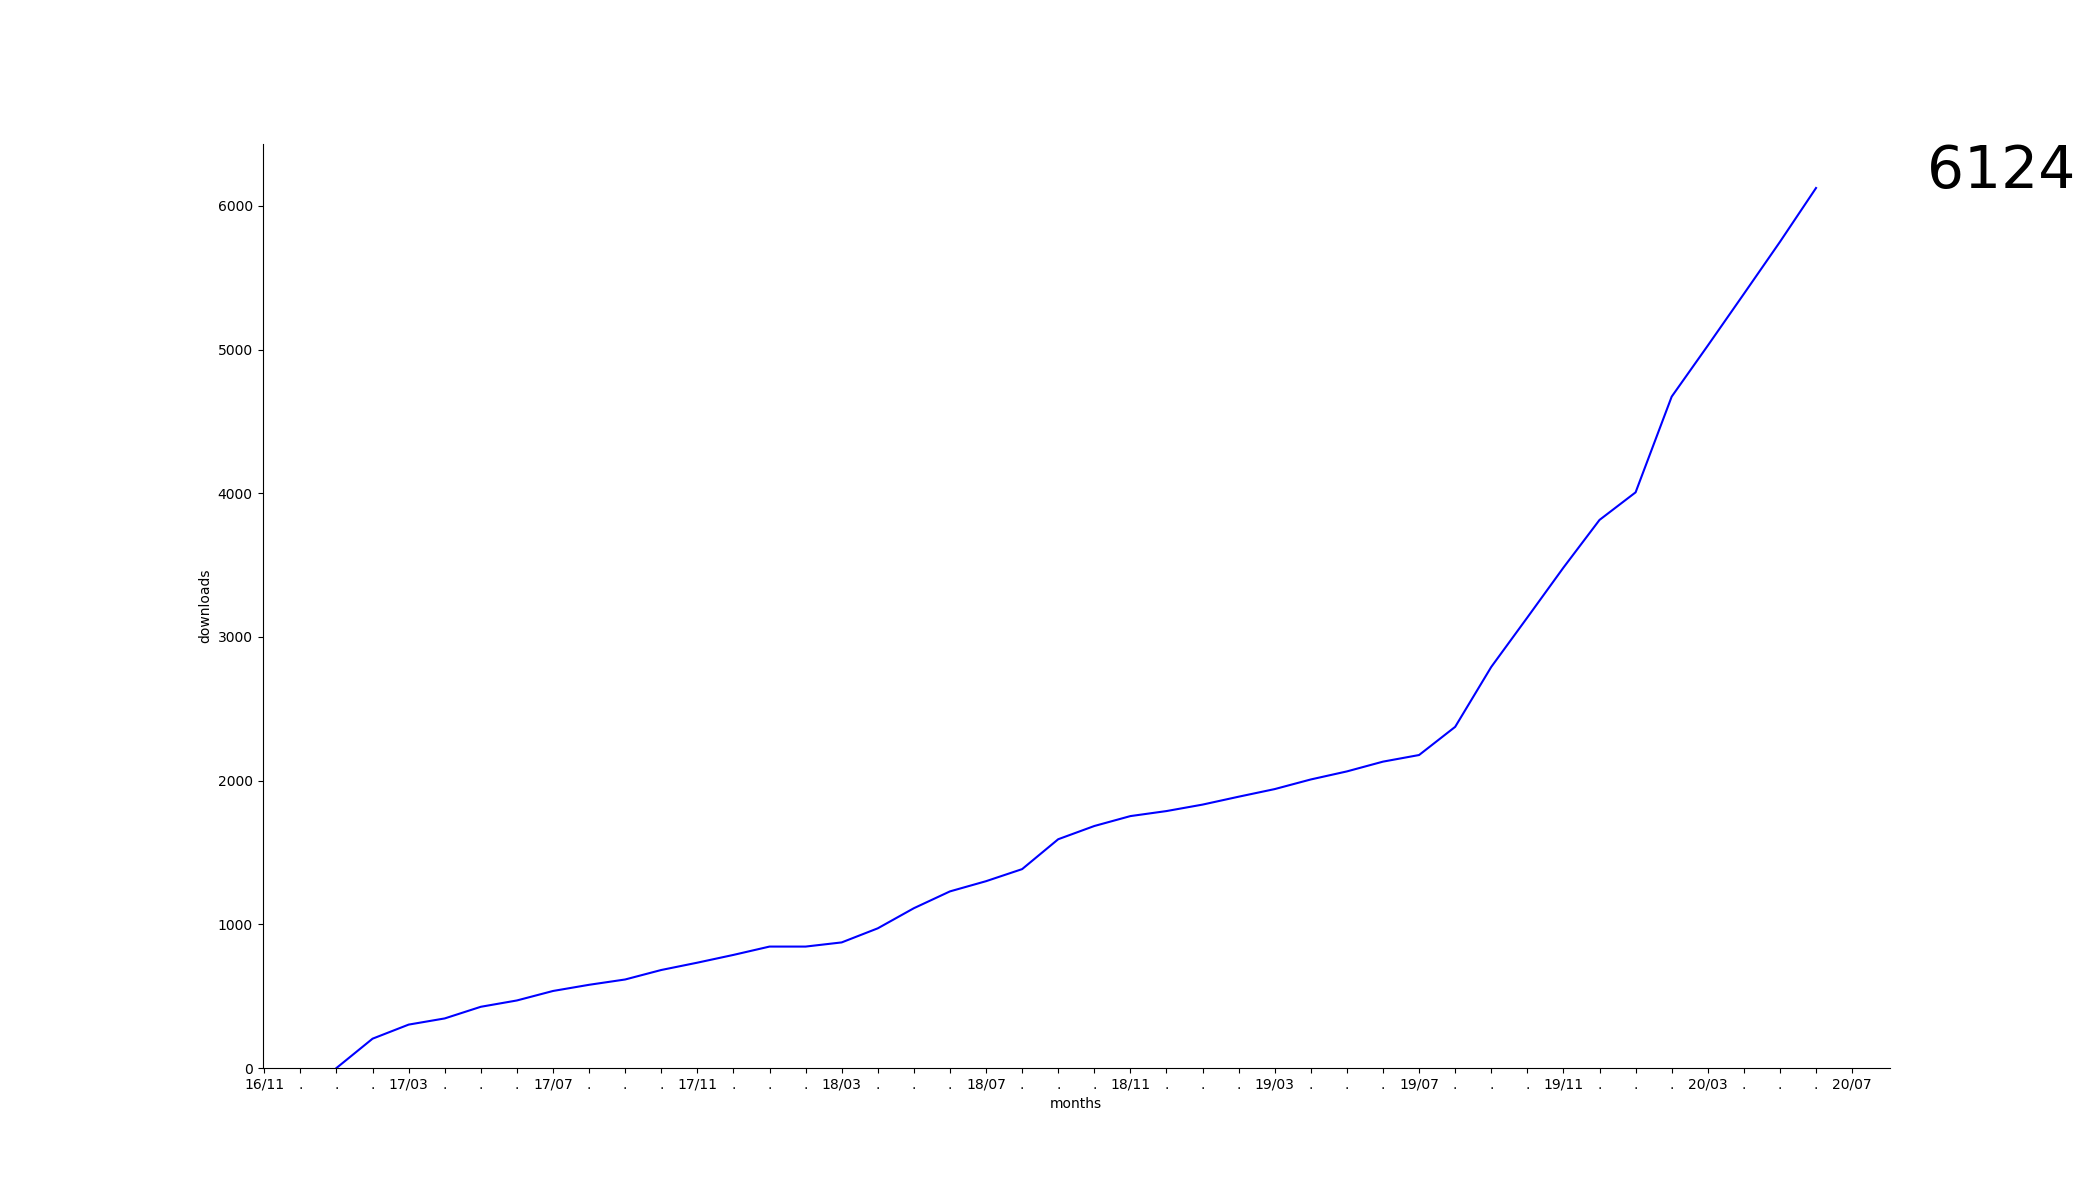 6124
6000
5000
4000
3000
2000
1000
0
downloads
16/11 . . . 17/03 . . . 17/07 . . . 17/11 . . . 18/03 . . . 18/07 . . . 18/11 . . . 19/03 . . . 19/07 . . . 19/11 . . . 20/03 . . . 20/07
months